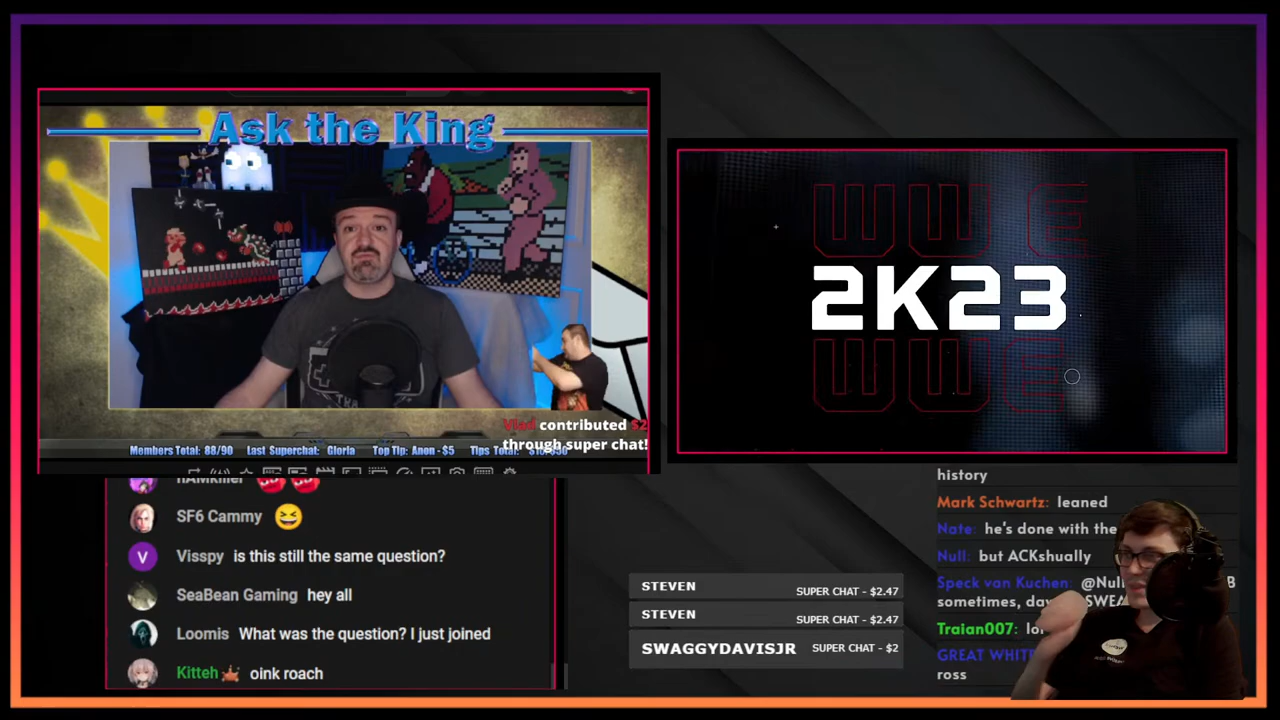 Ask the King
Vlad contributed $2
through super chat!
Members Total: 88/90
Last Superchat: Gloria
Top Tip: Anon - $5
Tips Total:
WWE
2K23
WWE
SF6 Cammy
Visspy is this still the same question?
SeaBean Gaming hey all
Loomis What was the question? I just joined
Kitteh oink roach
STEVEN SUPER CHAT - $2.47
STEVEN SUPER CHAT - $2.47
SWAGGYDAVISJR SUPER CHAT - $2
history
Mark Schwartz: leaned
Nate: he's done with the
Null: but ACKshually
Speck van Kuchen:
sometimes,
Traian007:
GREAT
ross